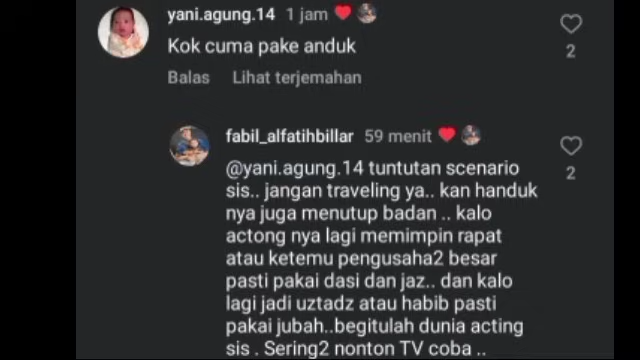 yani.agung.14 1 jam
Kok cuma pake anduk
2
Balas Lihat terjemahan
fabil_alfatihbillar 59 menit
@yani.agung.14 tuntutan scenario
sis.. jangan traveling ya.. kan handuk
nya juga menutup badan .. kalo
actong nya lagi memimpin rapat
atau ketemu pengusaha2 besar
pasti pakai dasi dan jaz.. dan kalo
lagi jadi uztadz atau habib pasti
pakai jubah..begitulah dunia acting
sis . Sering2 nonton TV coba ..
2